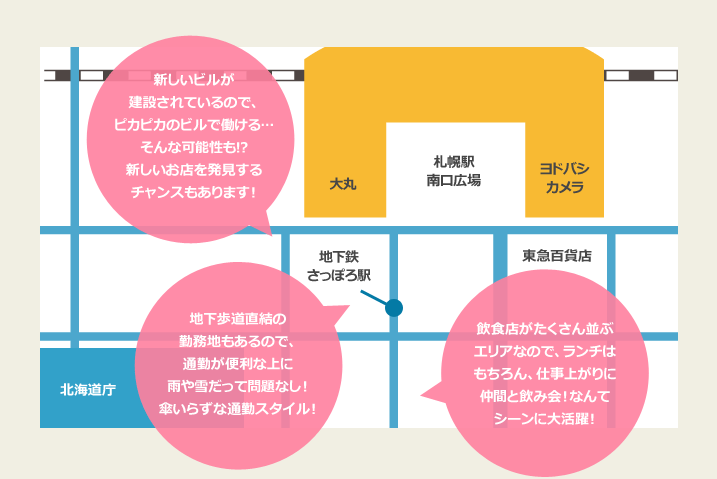 新しいビルが
建設されているので、
ピカピカのビルで働ける…
そんな可能性も!?
新しいお店を発見する
チャンスもあります!
大丸
札幌駅
南口広場
ヨドバシ
カメラ
地下鉄
さっぽろ駅
東急百貨店
地下歩道直結の
勤務地もあるので、
通勤が便利な上に
雨や雪だって問題なし!
傘いらずな通勤スタイル!
飲食店がたくさん並ぶ
エリアなので、ランチは
もちろん、仕事上がりに
仲間と飲み会!なんて
シーンに大活躍!
北海道庁